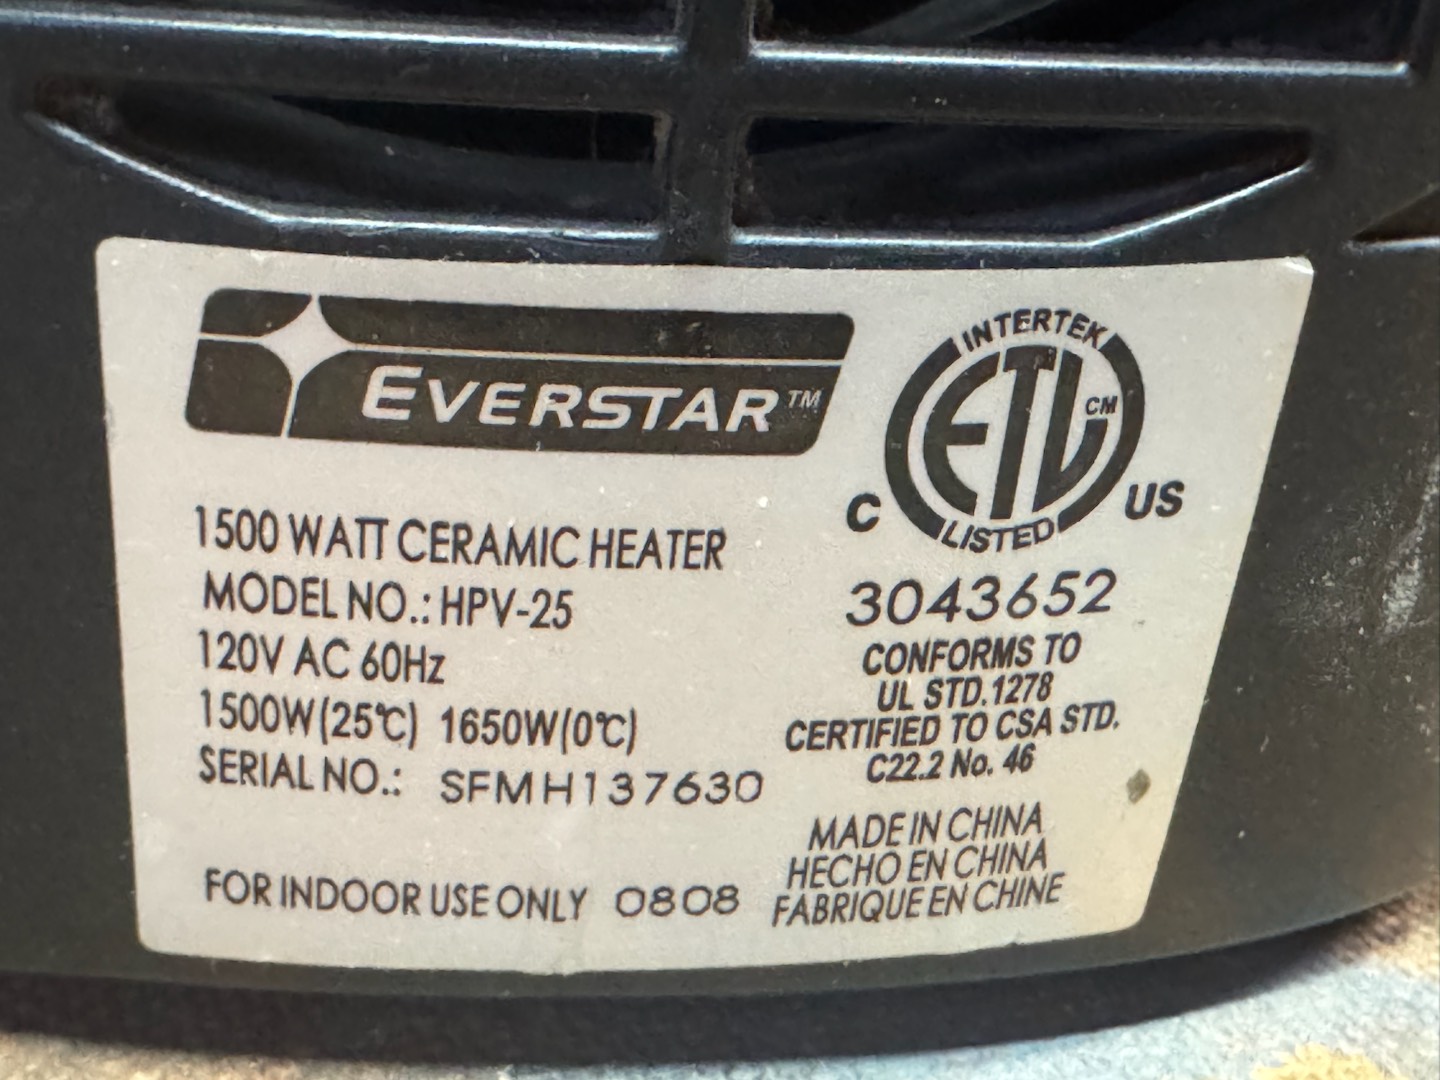 EVERSTAR™
1500 WATT CERAMIC HEATER
MODEL NO.: HPV-25
120V AC 60Hz
1500W(25℃) 1650W(0℃)
SERIAL NO.: SFMH137630
FOR INDOOR USE ONLY 0808
INTERTEK
ETL CM
LISTED
C US
3043652
CONFORMS TO
UL STD.1278
CERTIFIED TO CSA STD.
C22.2 No. 46
MADE IN CHINA
HECHO EN CHINA
FABRIQUE EN CHINE